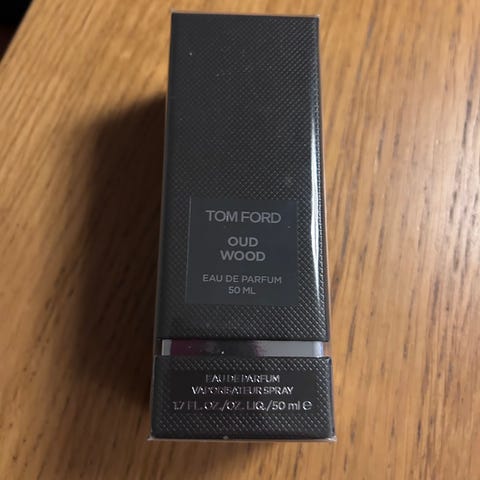 TOM FORD
OUD
WOOD
EAU DE PARFUM
50 ML
EAU DE PARFUM
VAPORISATEUR SPRAY
1.7 FL. OZ./OZ. LIQ./50 ml ℮